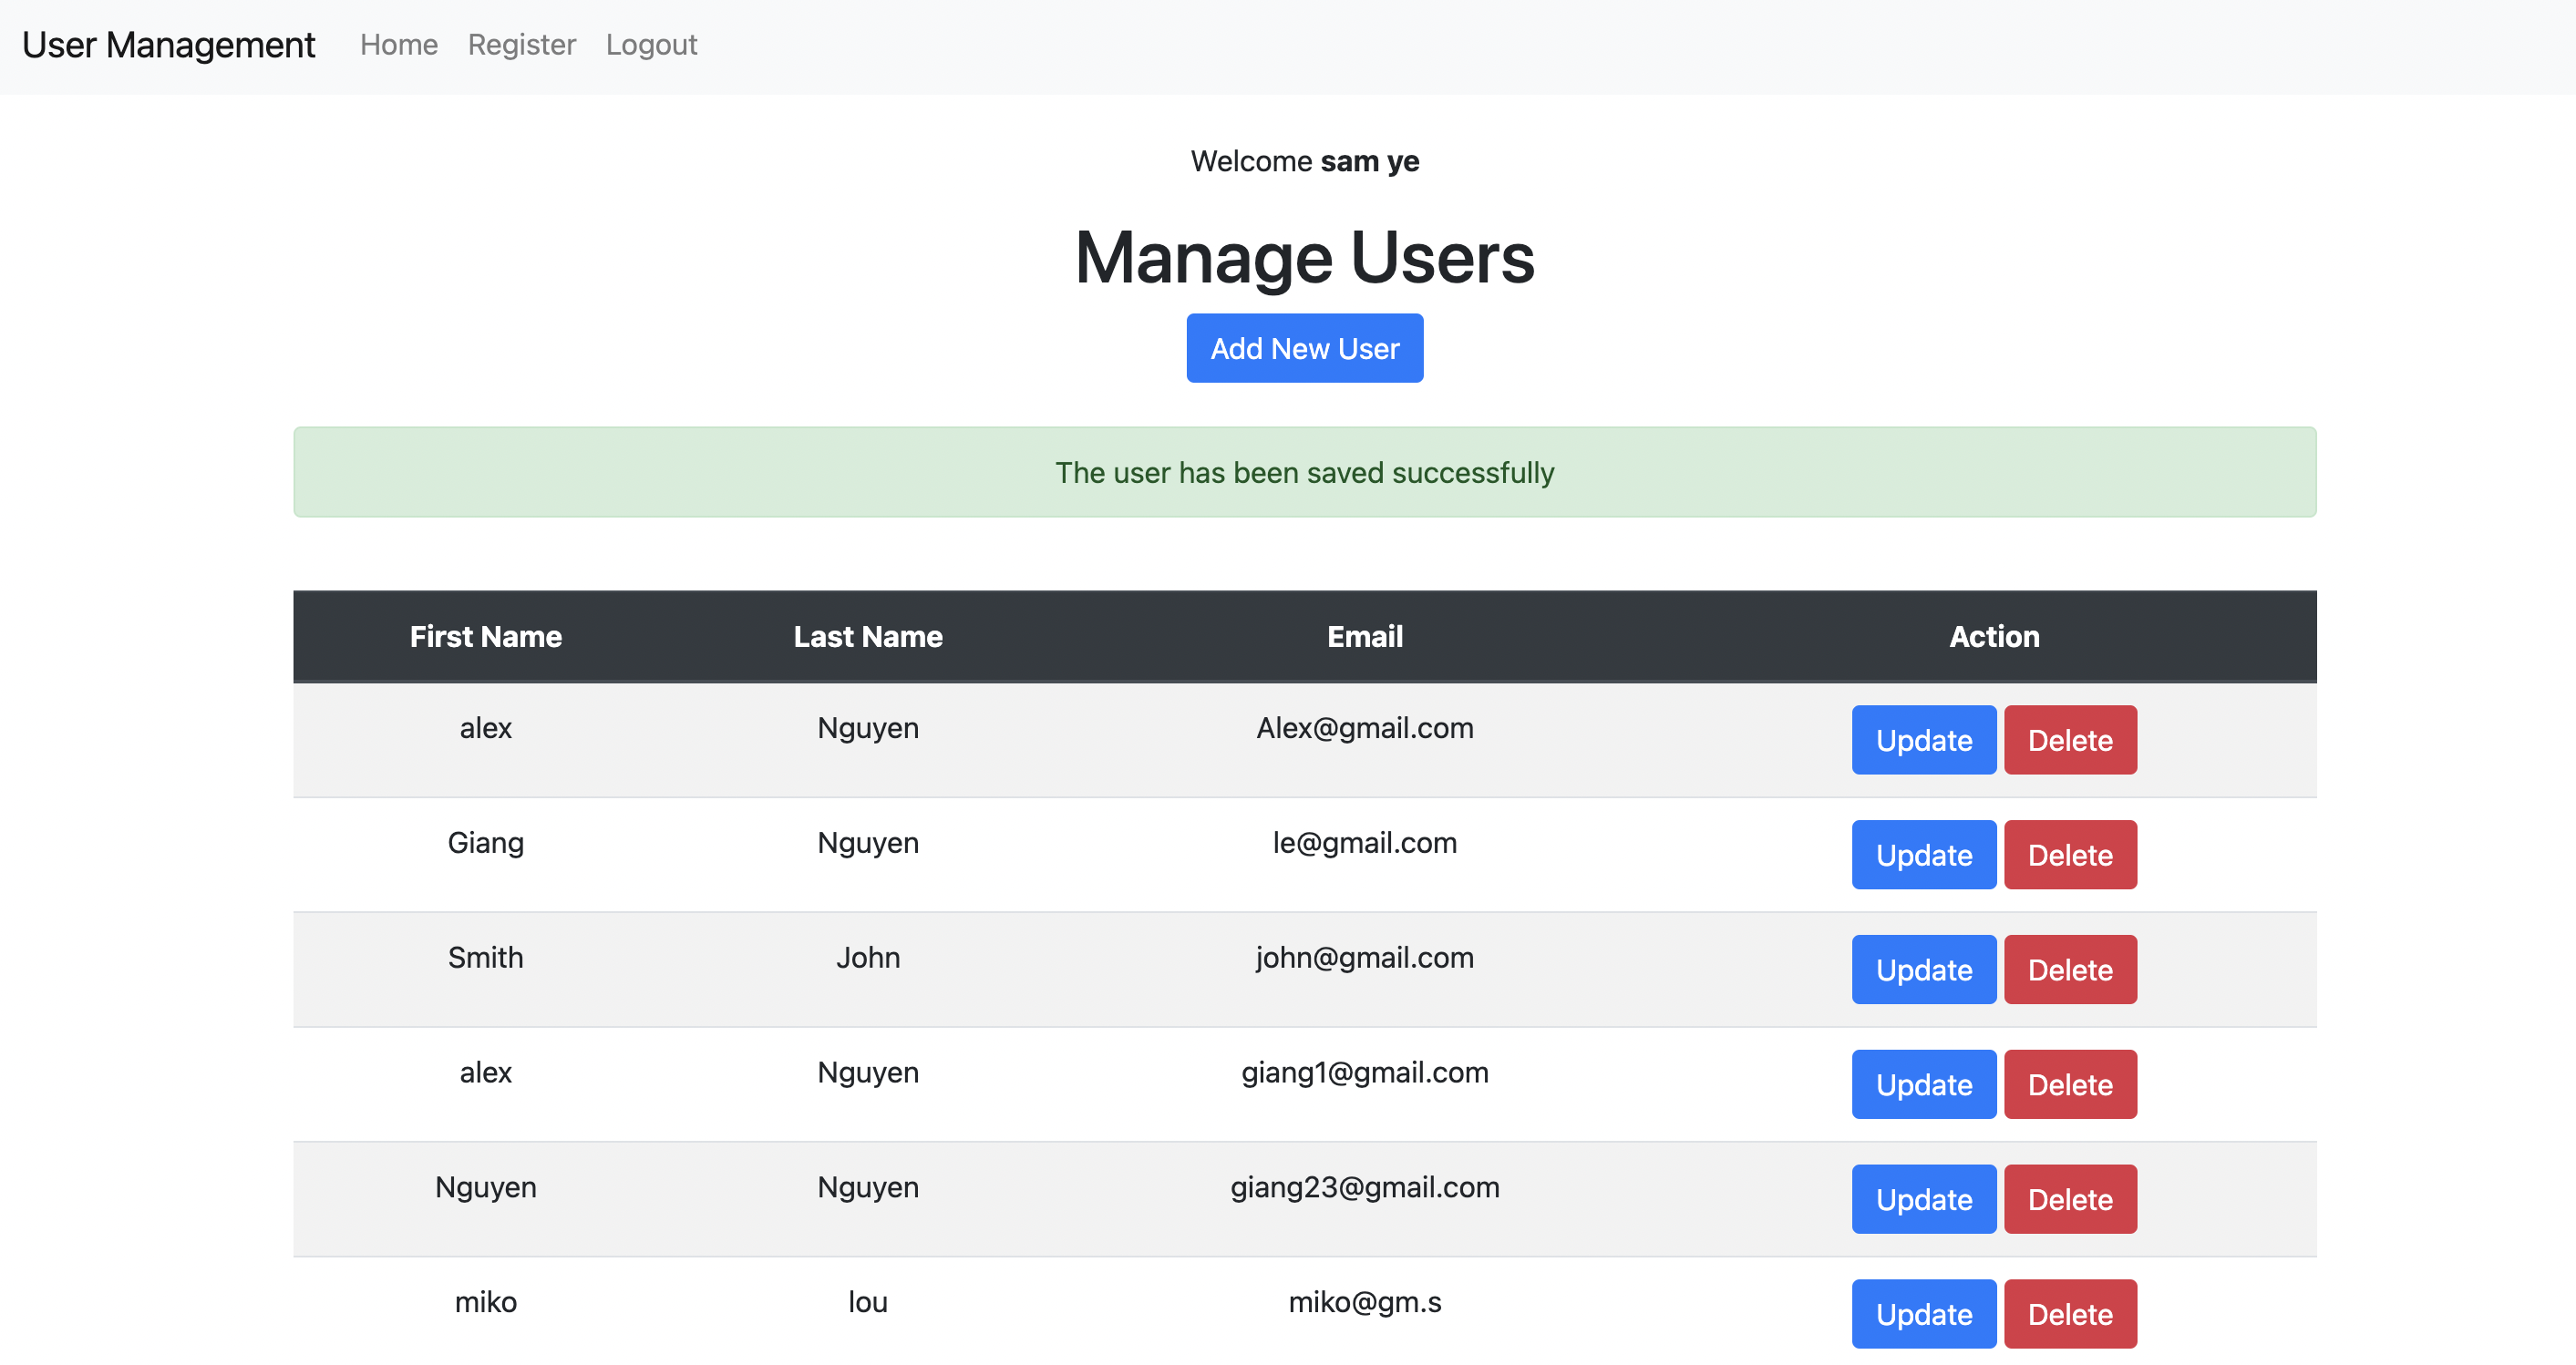 User Management Home Register Logout
Welcome sam ye
Manage Users
Add New User
The user has been saved successfully
First Name Last Name Email Action
alex Nguyen Alex@gmail.com Update Delete
Giang Nguyen le@gmail.com Update Delete
Smith John john@gmail.com Update Delete
alex Nguyen giang1@gmail.com Update Delete
Nguyen Nguyen giang23@gmail.com Update Delete
miko lou miko@gm.s Update Delete